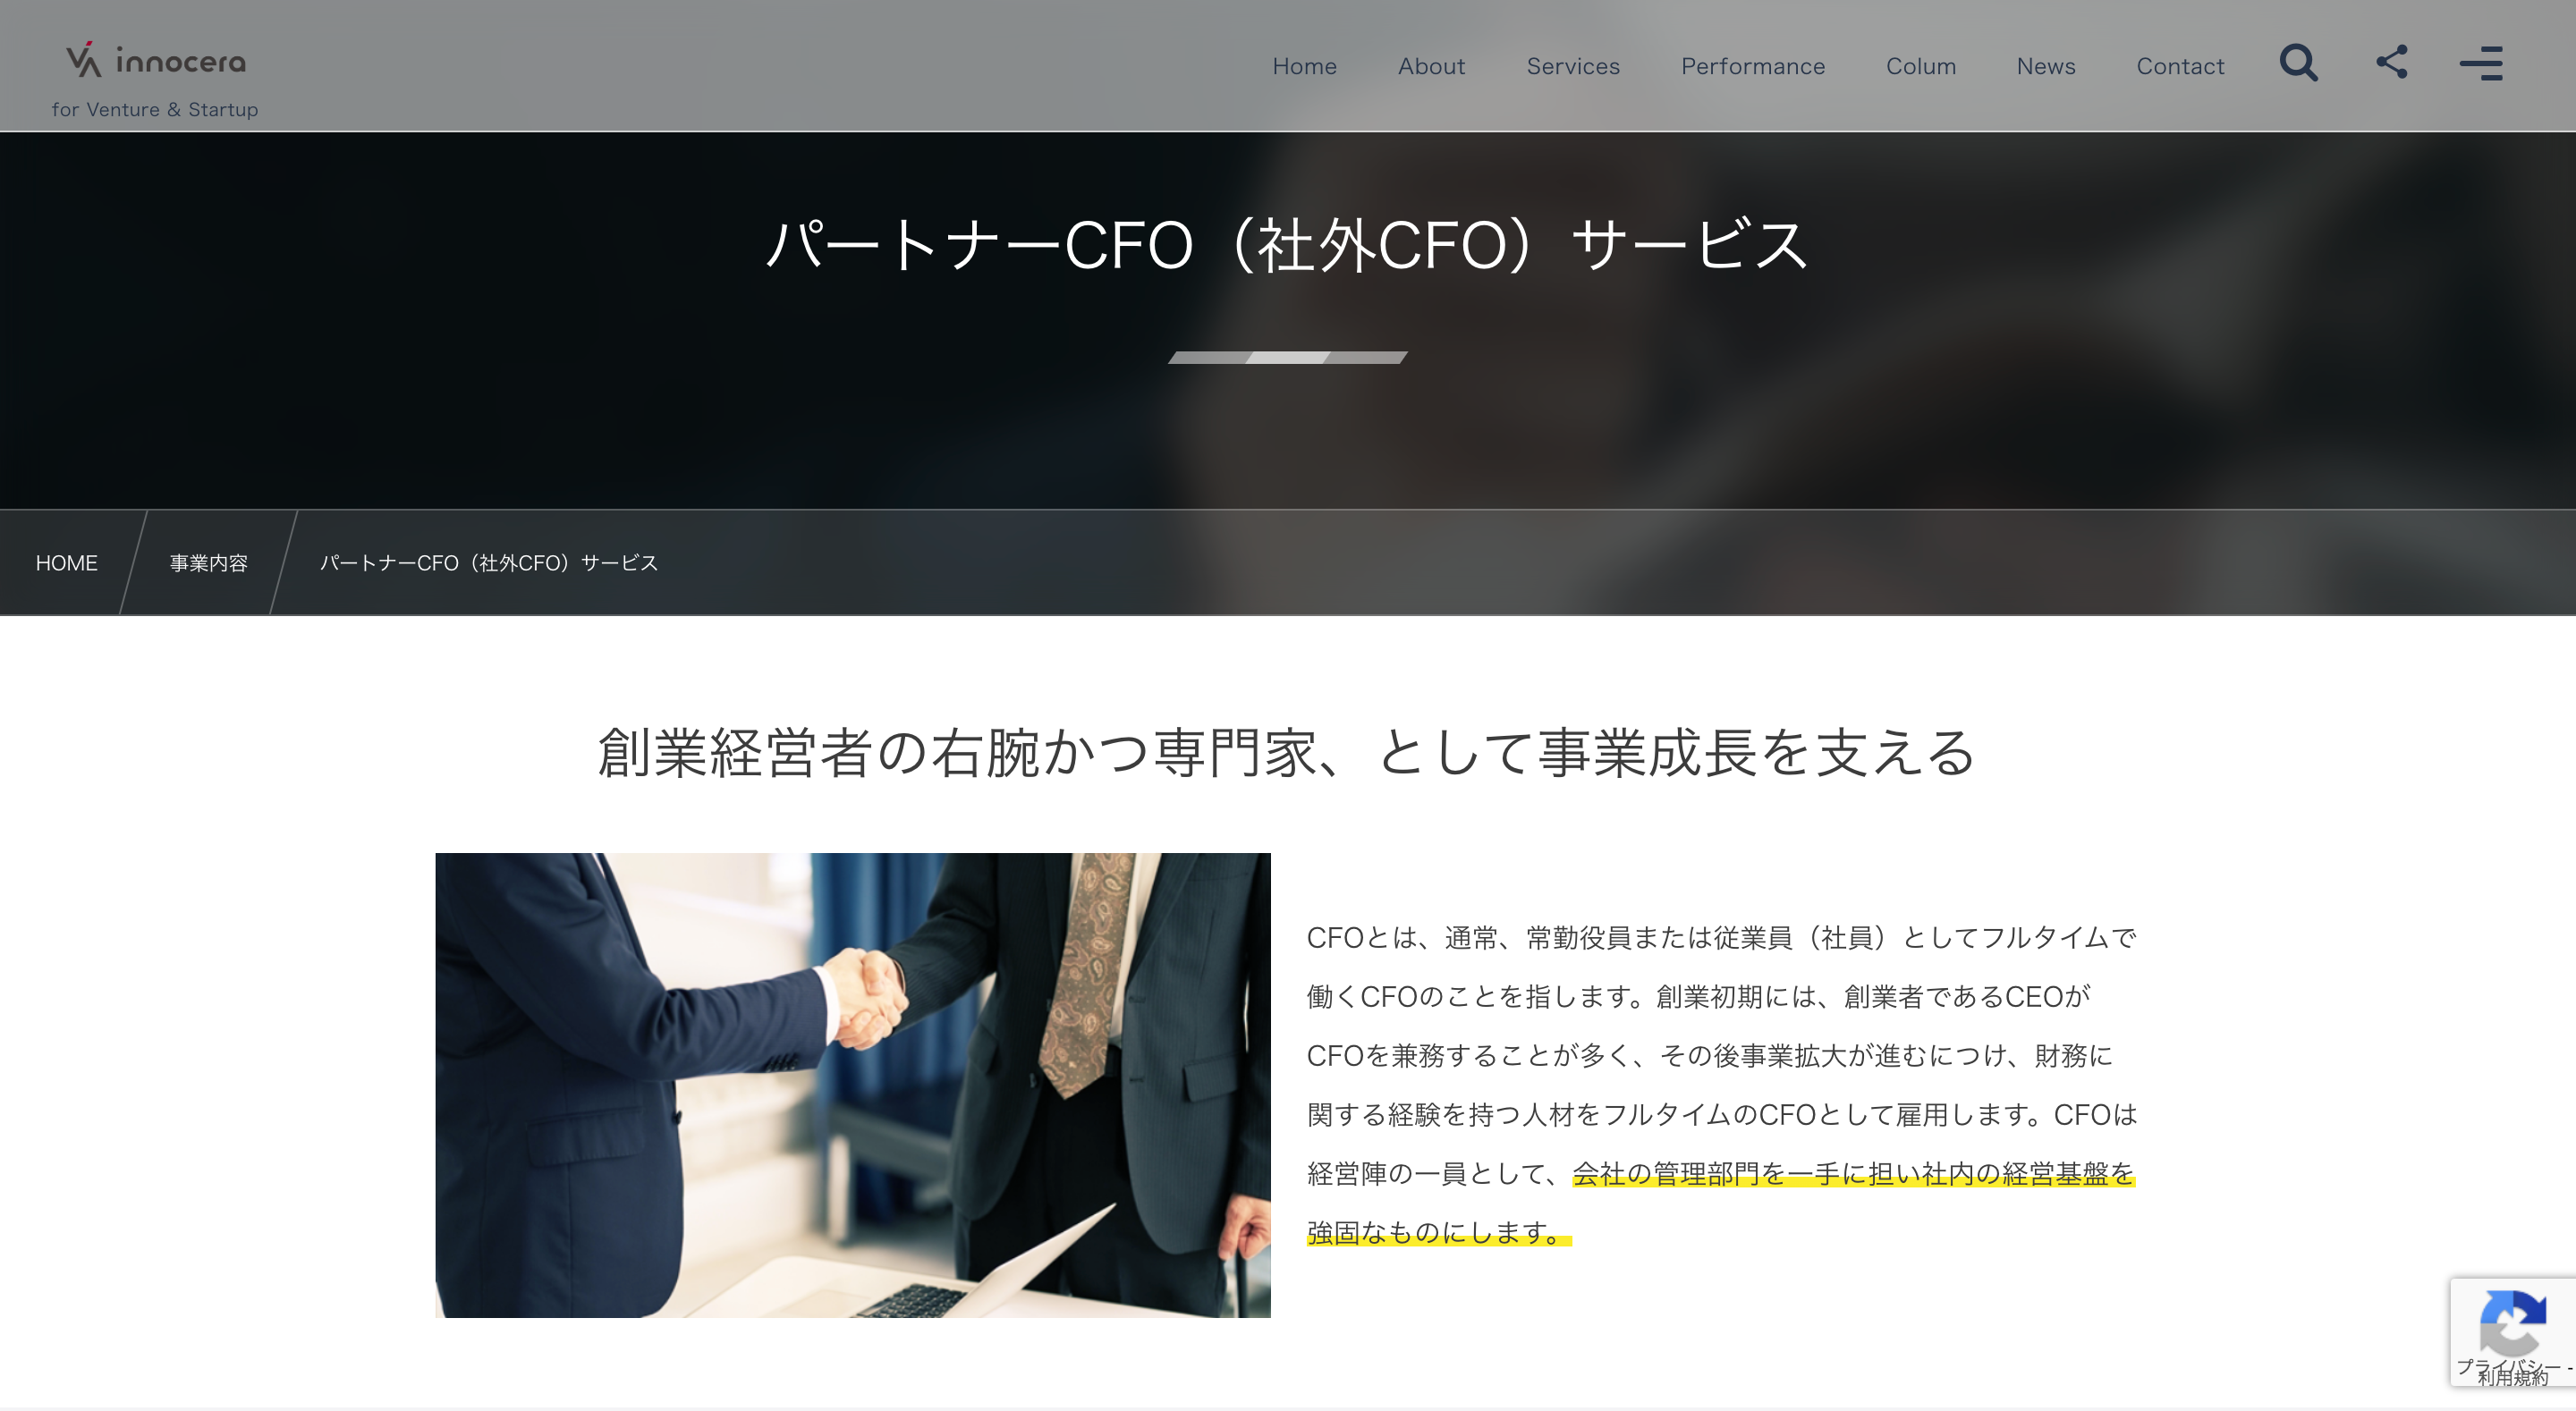 innocera
for Venture & Startup
Home About Services Performance Colum News Contact
パートナーCFO（社外CFO）サービス
HOME 事業内容 パートナーCFO（社外CFO）サービス
創業経営者の右腕かつ専門家、として事業成長を支える
CFOとは、通常、常勤役員または従業員（社員）としてフルタイムで
働くCFOのことを指します。創業初期には、創業者であるCEOが
CFOを兼務することが多く、その後事業拡大が進むにつけ、財務に
関する経験を持つ人材をフルタイムのCFOとして雇用します。CFOは
経営陣の一員として、会社の管理部門を一手に担い社内の経営基盤を
強固なものにします。
プライバシー -
利用規約